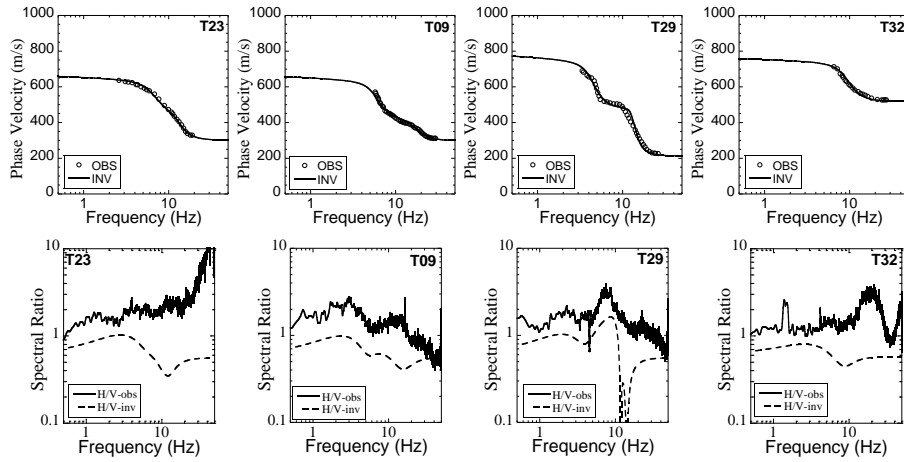 T23
1000
800
600
400
200
0
Phase Velocity (m/s)
OBS
INV
1
10
Frequency (Hz)
T09
1000
800
600
400
200
0
Phase Velocity (m/s)
OBS
INV
1
10
Frequency (Hz)
T29
1000
800
600
400
200
0
Phase Velocity (m/s)
OBS
INV
1
10
Frequency (Hz)
T32
1000
800
600
400
200
0
Phase Velocity (m/s)
OBS
INV
1
10
Frequency (Hz)
T23
10
1
0.1
Spectral Ratio
H/V-obs
H/V-inv
1
10
Frequency (Hz)
T09
10
1
0.1
Spectral Ratio
H/V-obs
H/V-inv
1
10
Frequency (Hz)
T29
10
1
0.1
Spectral Ratio
H/V-obs
H/V-inv
1
10
Frequency (Hz)
T32
10
1
0.1
Spectral Ratio
H/V-obs
H/V-inv
1
10
Frequency (Hz)